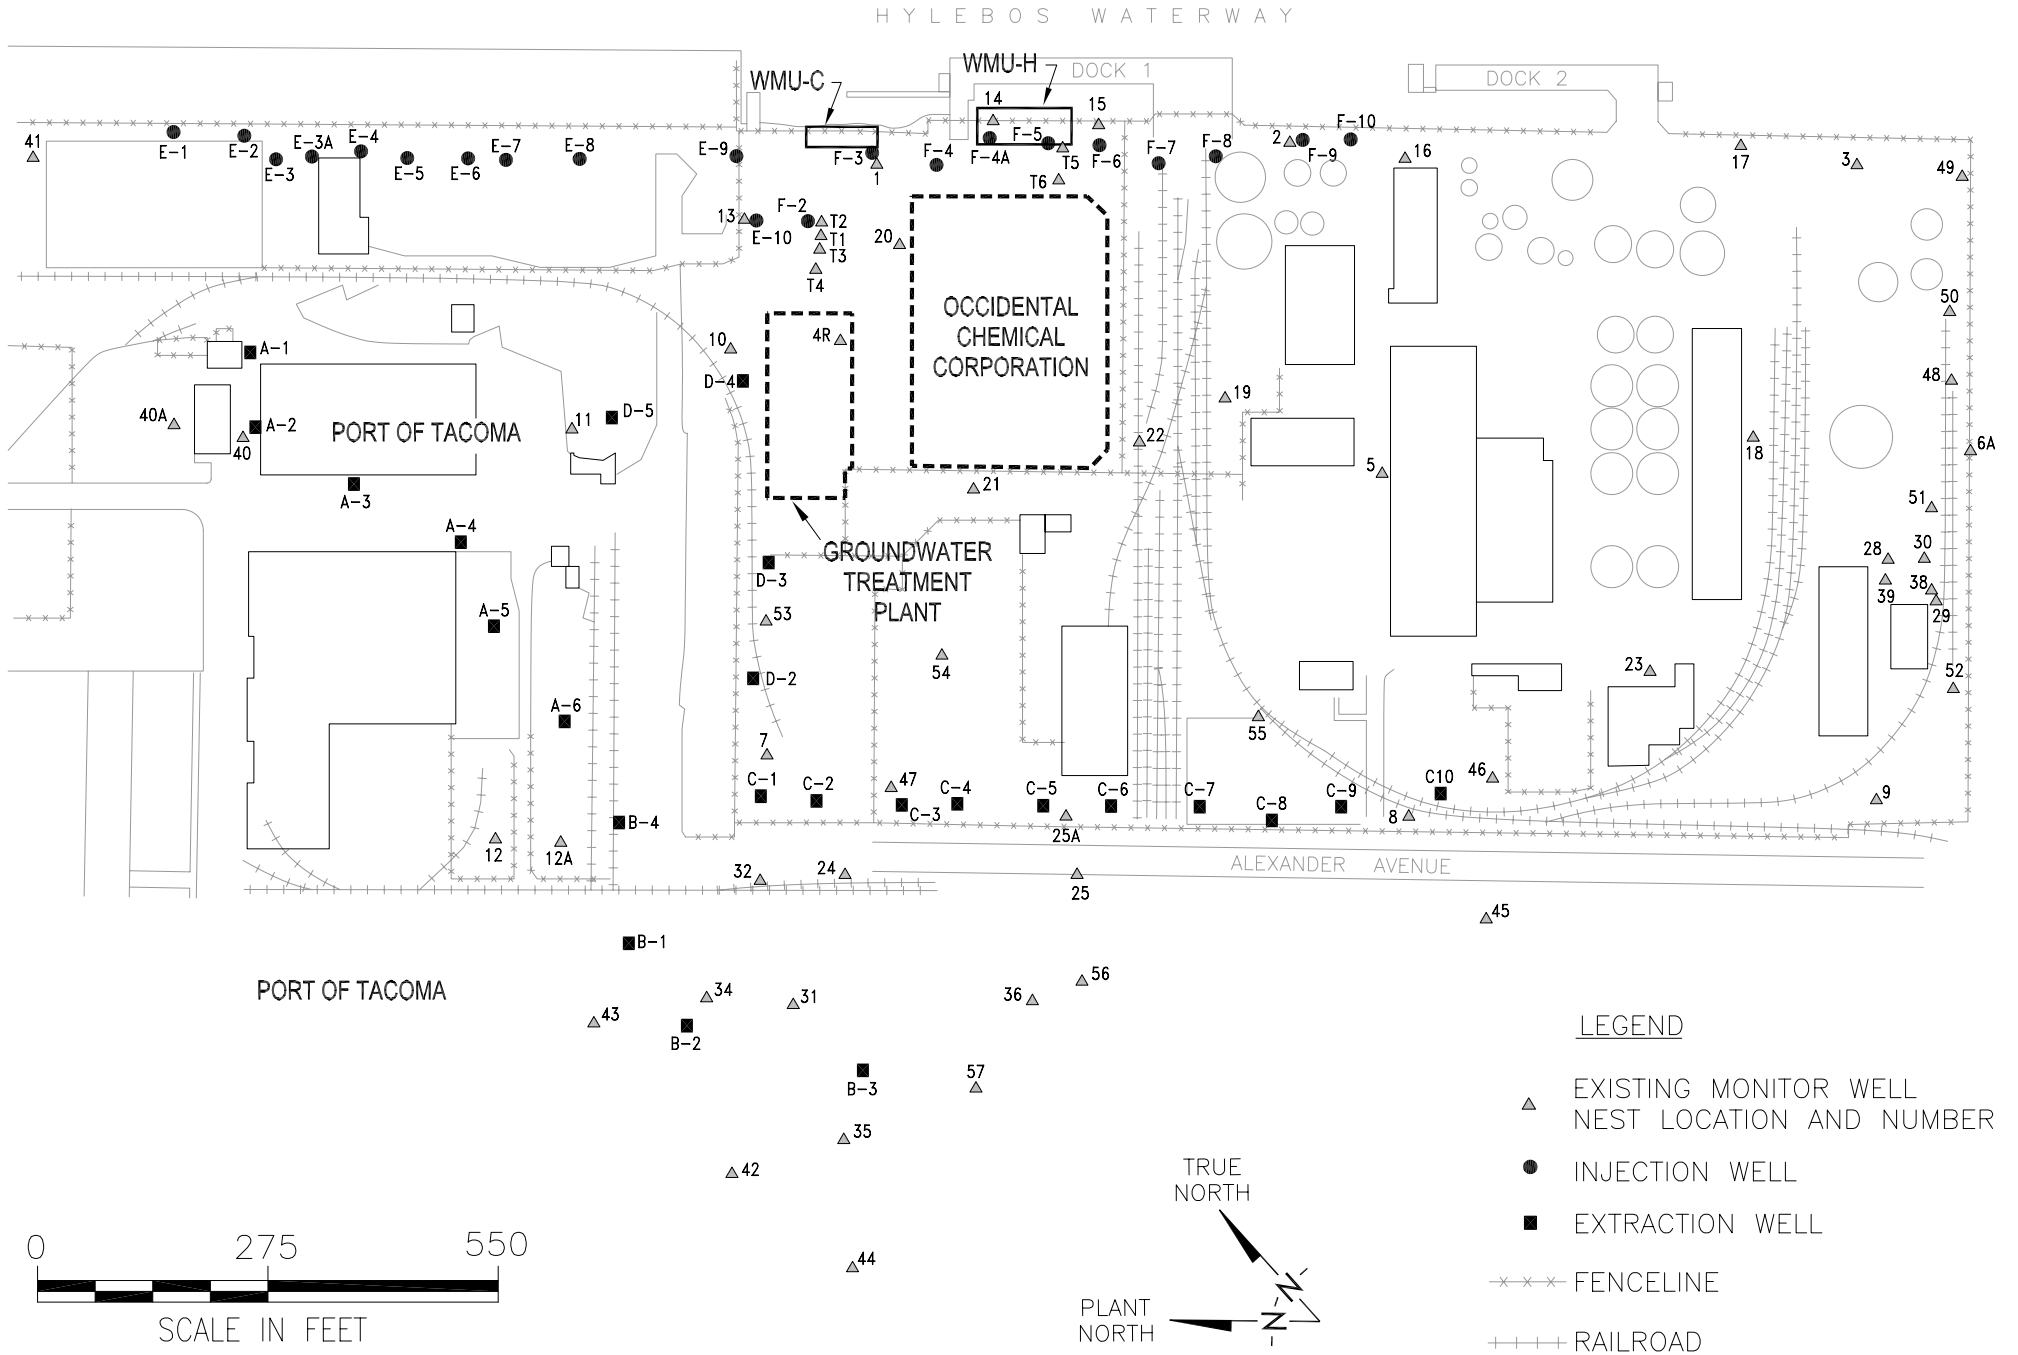 HYLEBOS WATERWAY
WMU-C
WMU-H
DOCK 1
DOCK 2
14
15
41
E-1
E-2
E-3
E-3A
E-4
E-5
E-6
E-7
E-8
E-9
F-3
1
F-4
F-4A
F-5
T5
F-6
F-7
F-8
2
F-9
F-10
16
17
3
49
T6
13
E-10
F-2
T2
T1
T3
T4
20
OCCIDENTAL
CHEMICAL
CORPORATION
50
A-1
10
4R
D-4
48
19
40A
A-2
40
PORT OF TACOMA
11
D-5
22
18
6A
5
A-3
21
51
A-4
GROUNDWATER
TREATMENT
PLANT
D-3
28
30
39
38
29
A-5
53
54
23
D-2
52
A-6
55
7
C-1
C-2
47
C-3
C-4
C-5
C-6
C-7
C-8
C-9
C10
46
9
8
25A
B-4
12
12A
32
24
25
ALEXANDER AVENUE
45
B-1
PORT OF TACOMA
34
31
36
56
43
B-2
B-3
57
35
42
44
LEGEND
EXISTING MONITOR WELL
NEST LOCATION AND NUMBER
INJECTION WELL
EXTRACTION WELL
FENCELINE
RAILROAD
TRUE
NORTH
N
PLANT
NORTH
N
0 275 550
SCALE IN FEET